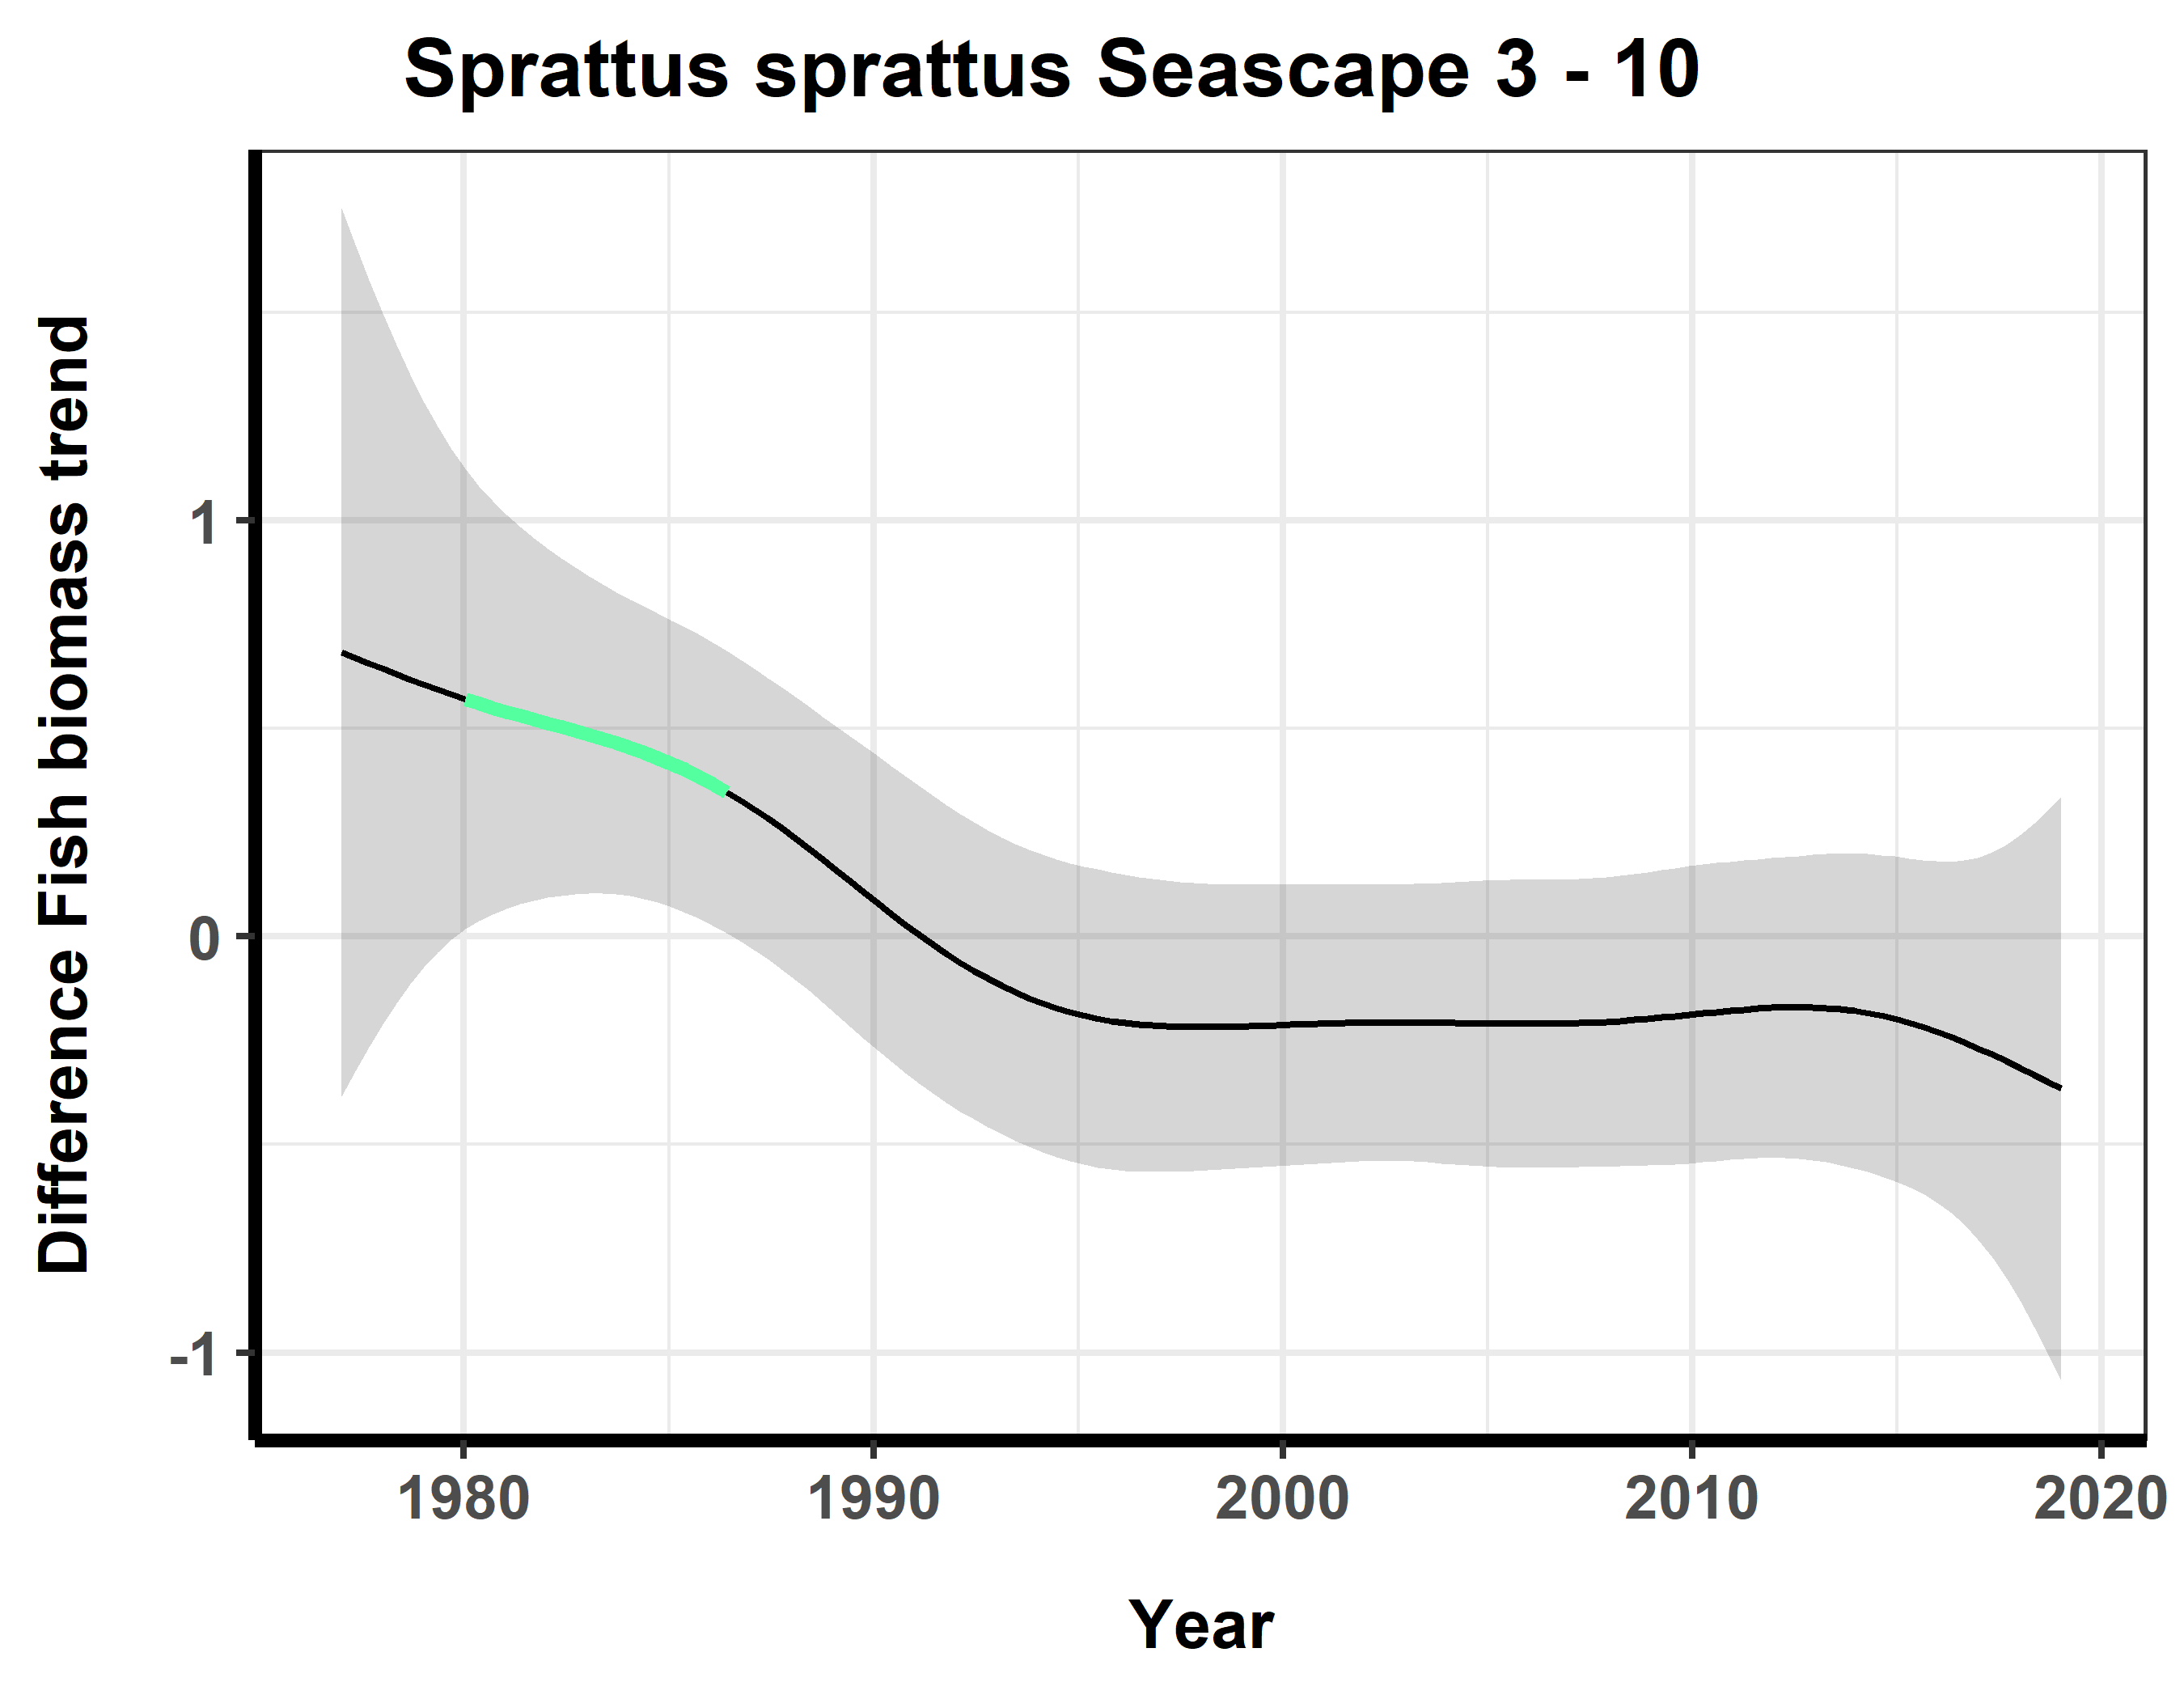 Sprattus sprattus Seascape 3 - 10
Difference Fish biomass trend
1
0
-1
1980 1990 2000 2010 2020
Year